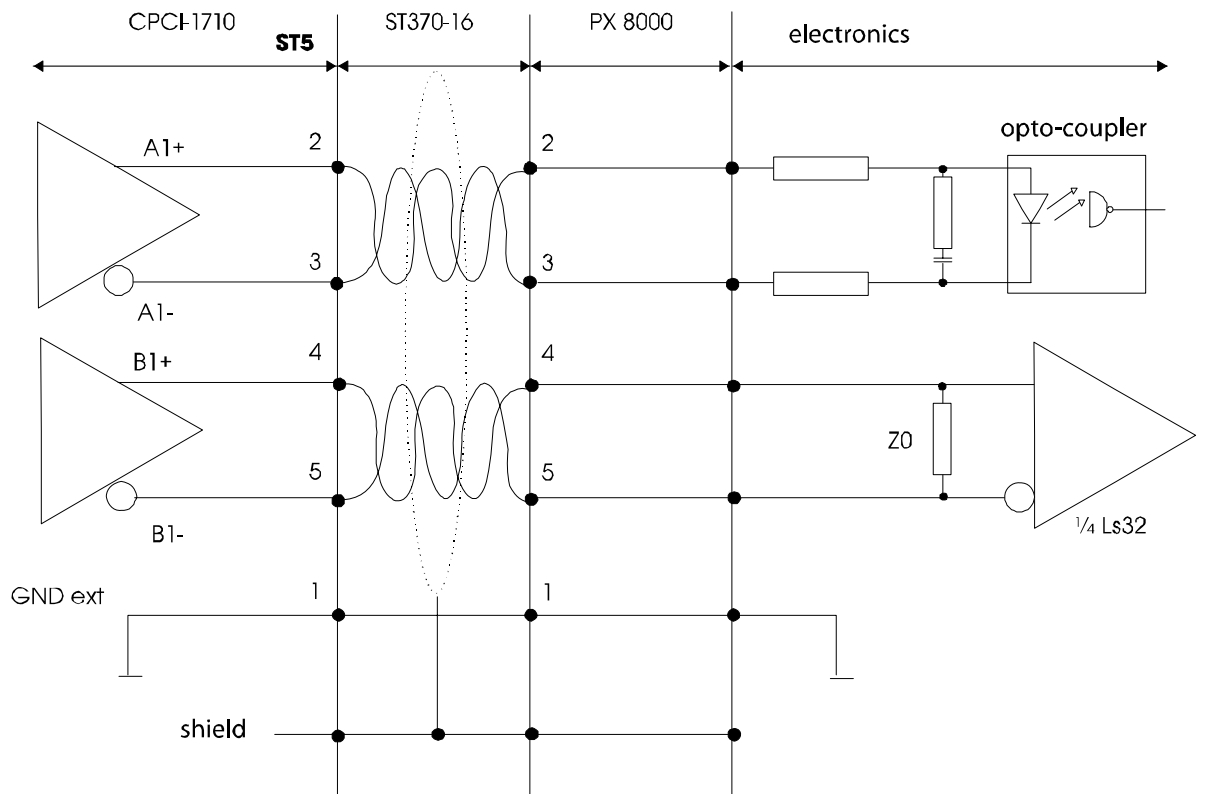 CPCI-1710
ST5
ST370-16
PX 8000
electronics
opto-coupler
A1+
2
2
3
3
A1-
B1+
4
4
Z0
5
5
B1-
¼ Ls32
GND ext
1
1
shield